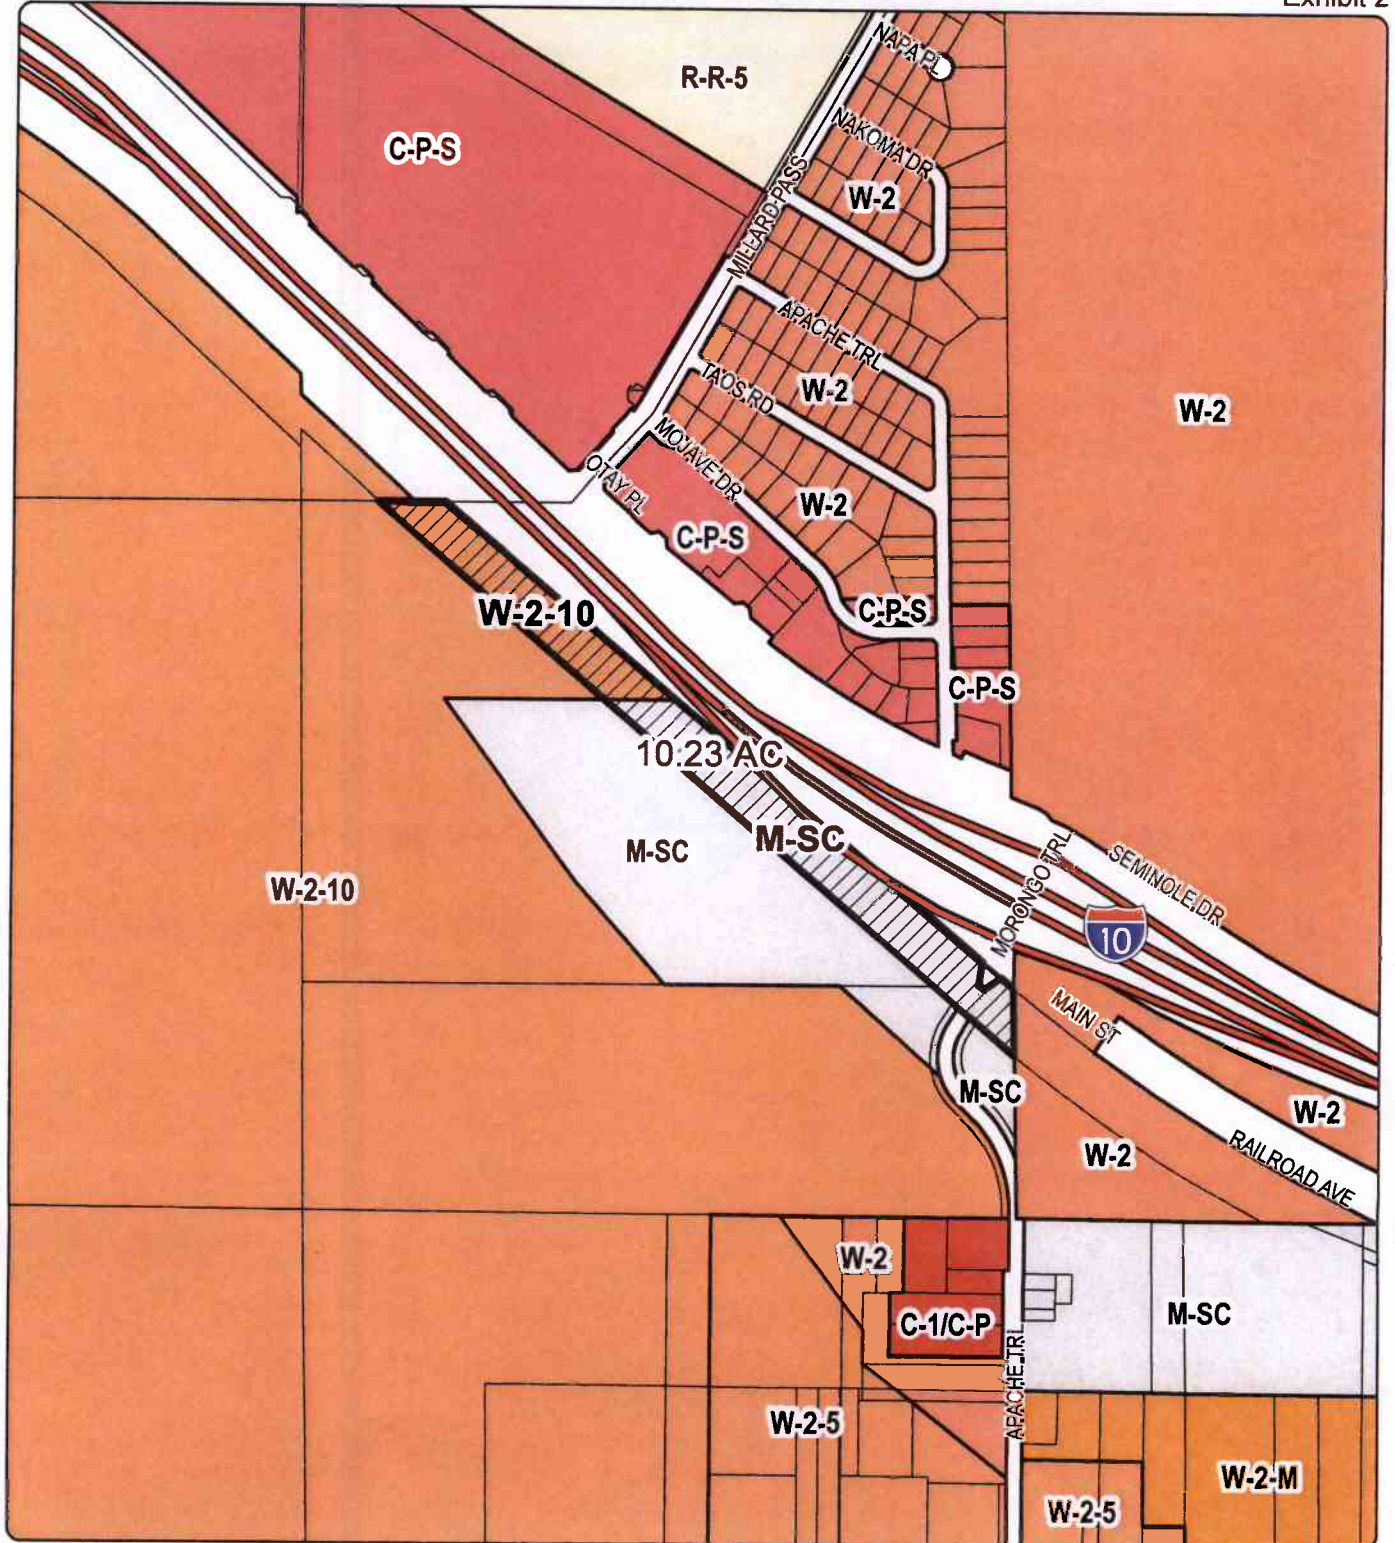 Exhibit 2
NAPA PL
R-R-5
NAKOMA DR
C-P-S
W-2
MILLARD PASS
APACHE TRL
W-2
TAOS RD
W-2
MOJAVE DR
OTAY PL
W-2
C-P-S
C-P-S
W-2-10
C-P-S
10.23 AC
M-SC
M-SC
MORONGO TRL
SEMINOLE DR
W-2-10
10
MAIN ST
M-SC
W-2
W-2
RAILROAD AVE
W-2
C-1/C-P
M-SC
APACHE TRL
W-2-5
W-2-M
W-2-5